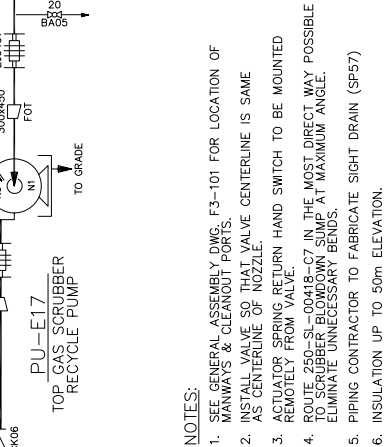 20
BA05
300x450
FOT
N1
TO GRADE
K06
PU-E17
TOP GAS SCRUBBER
RECYCLE PUMP
NOTES:
1. SEE GENERAL ASSEMBLY DWG. F3-101 FOR LOCATION OF
MANWAYS & CLEANOUT PORTS.
2. INSTALL VALVE SO THAT VALVE CENTERLINE IS SAME
AS CENTERLINE OF NOZZLE.
3. ACTUATOR SPRING RETURN HAND SWITCH TO BE MOUNTED
REMOTELY FROM VALVE.
4. ROUTE 250-SL-00418-C7 IN THE MOST DIRECT WAY POSSIBLE
TO SCRUBBER BLOWDOWN SUMP AT MAXIMUM ANGLE.
ELIMINATE UNNECESSARY BENDS.
5. PIPING CONTRACTOR TO FABRICATE SIGHT DRAIN (SP57)
6. INSULATION UP TO 50m ELEVATION.